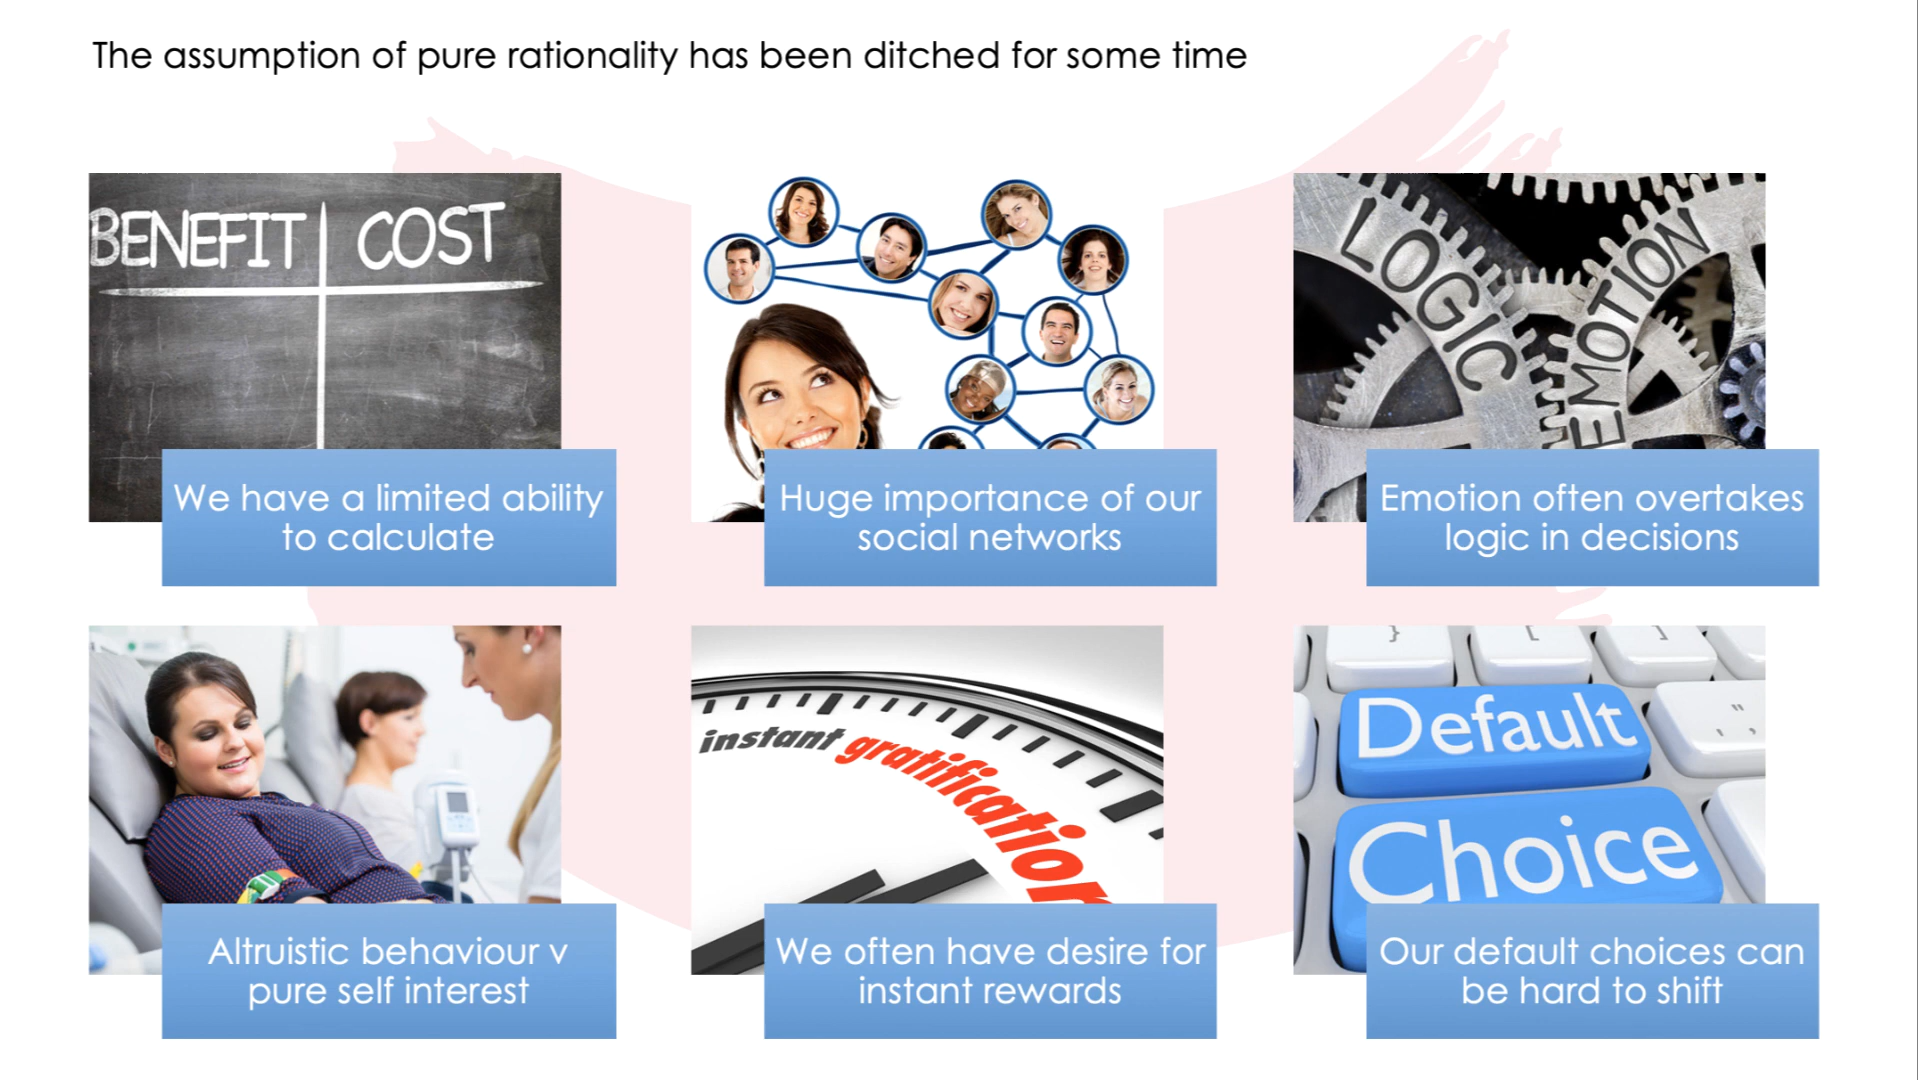 The assumption of pure rationality has been ditched for some time
BENEFIT COST
We have a limited ability
to calculate
Huge importance of our
social networks
LOGIC
EMOTION
Emotion often overtakes
logic in decisions
Altruistic behaviour v
pure self interest
instant gratification
We often have desire for
instant rewards
} [ ]
Default
" ' ,
Choice
Our default choices can
be hard to shift